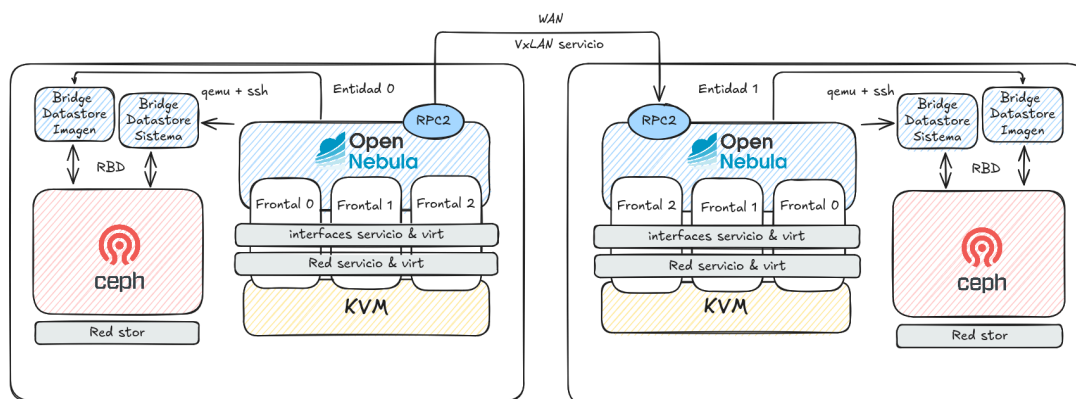 WAN
VxLAN servicio
Entidad 0
qemu + ssh
Bridge
Datastore
Imagen
Bridge
Datastore
Sistema
RPC2
Open
Nebula
RBD
Frontal 0
Frontal 1
Frontal 2
interfaces servicio & virt
Red servicio & virt
KVM
ceph
Red stor
Entidad 1
qemu + ssh
RPC2
Open
Nebula
Bridge
Datastore
Sistema
Bridge
Datastore
Imagen
RBD
Frontal 2
Frontal 1
Frontal 0
interfaces servicio & virt
Red servicio & virt
KVM
ceph
Red stor